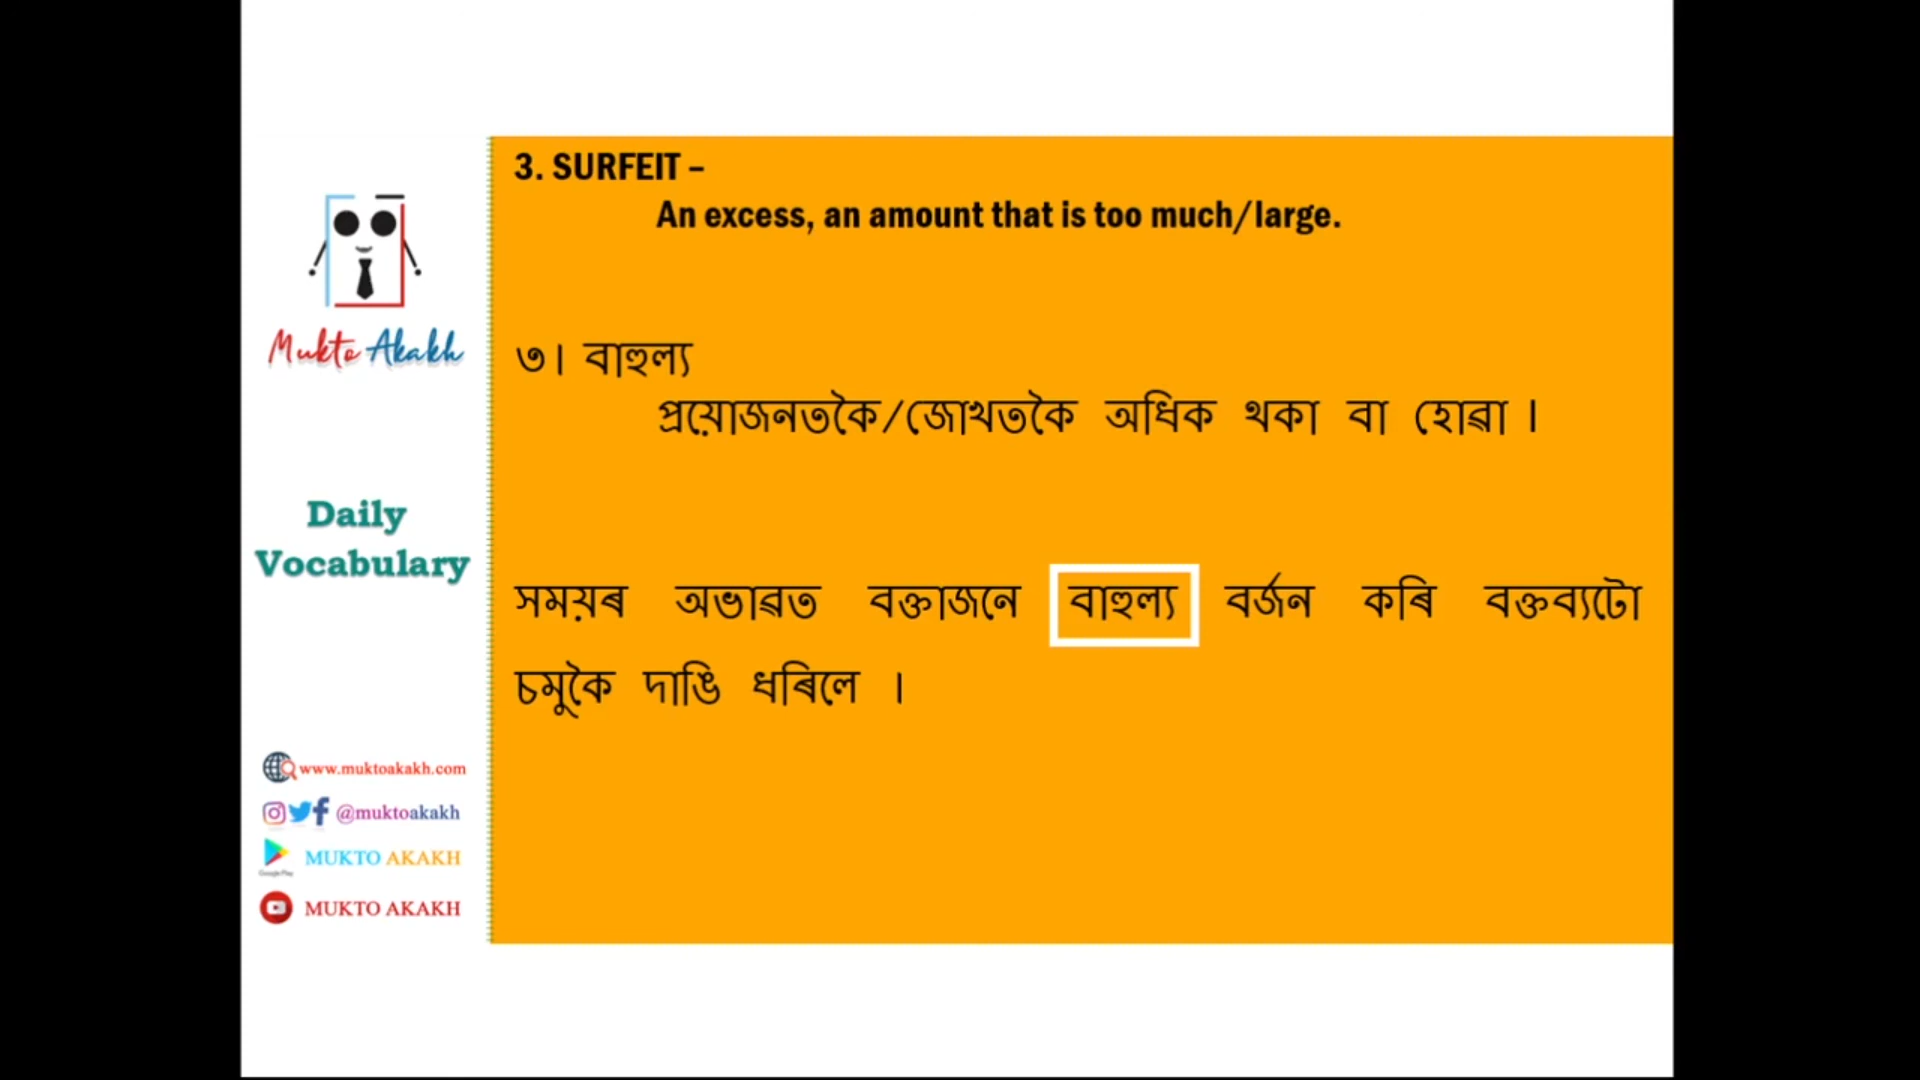 3. SURFEIT –
An excess, an amount that is too much/large.
৩। বাহুল্য
প্ৰয়োজনতকৈ/জোখতকৈ অধিক থকা বা হোৱা ।
সময়ৰ অভাৱত বক্তাজনে বাহুল্য বৰ্জন কৰি বক্তব্যটো
চমুকৈ দাঙি ধৰিলে ।
Mukto Akakh
Daily
Vocabulary
www.muktoakakh.com
@muktoakakh
Google Play
MUKTO AKAKH
MUKTO AKAKH